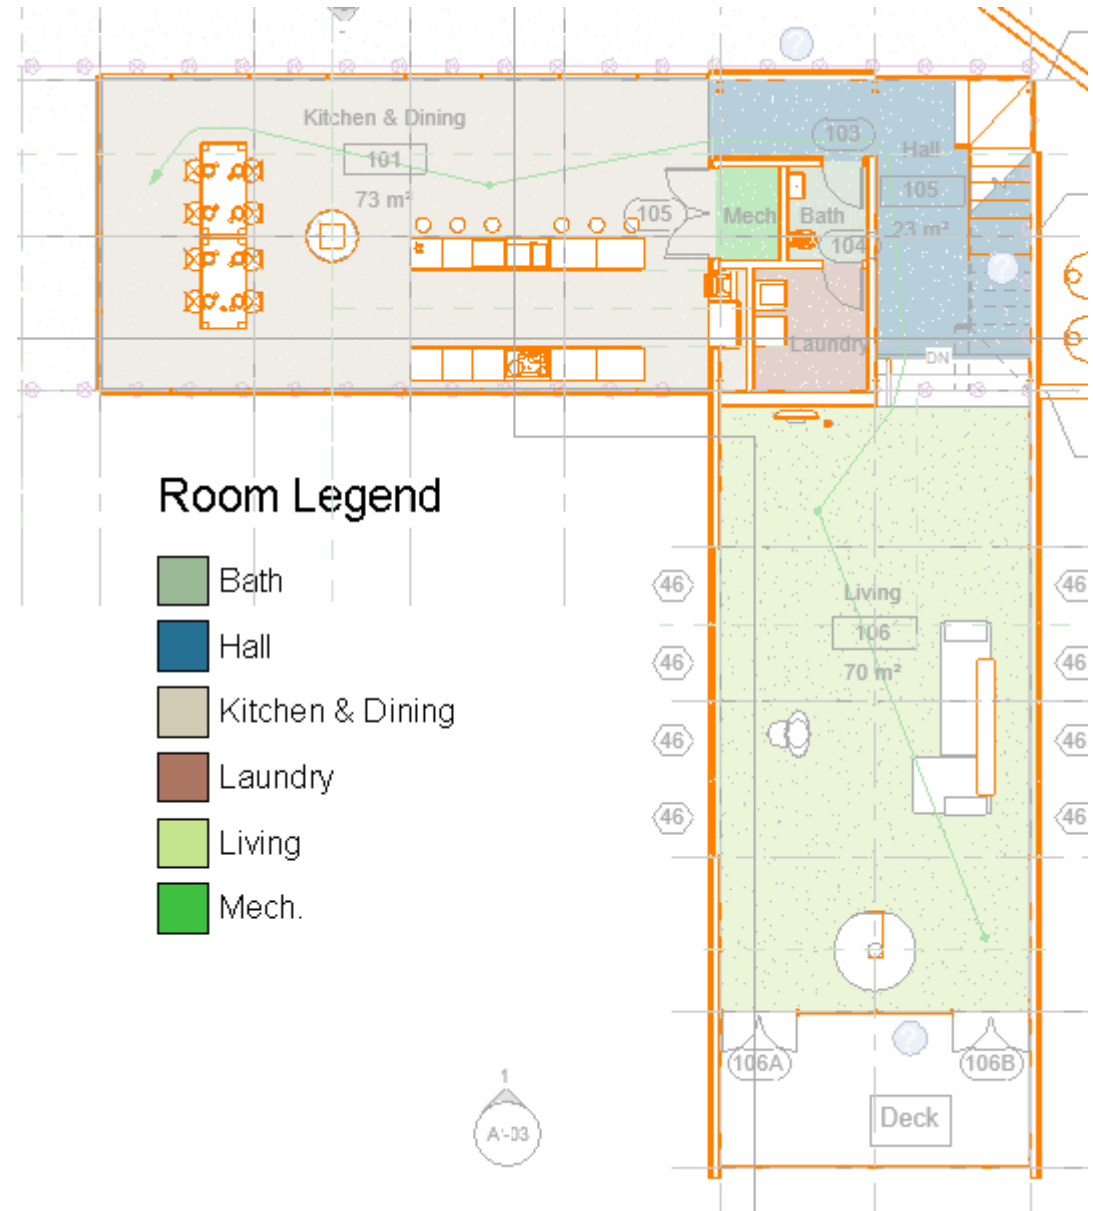 Kitchen & Dining
101
73 m²
103
Hall
105
23 m²
105
Mech
Bath
104
Laundry
DN
Room Legend
Bath
Hall
Kitchen & Dining
Laundry
Living
Mech.
46
46
46
46
Living
106
70 m²
46
46
46
46
106A
106B
Deck
1
A1-03
?
?
?